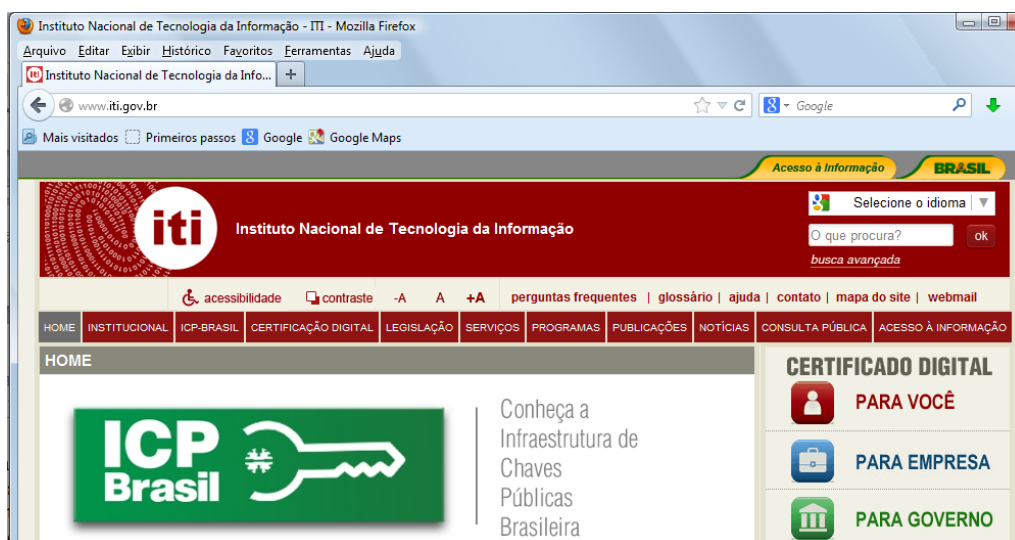 Instituto Nacional de Tecnologia da Informação - ITI - Mozilla Firefox
Arquivo Editar Exibir Histórico Favoritos Ferramentas Ajuda
iti Instituto Nacional de Tecnologia da Info... +
www.iti.gov.br
8 Google
Mais visitados Primeiros passos 8 Google Google Maps
Acesso à Informação BRASIL
iti
Instituto Nacional de Tecnologia da Informação
Selecione o idioma
O que procura? ok
busca avançada
acessibilidade contraste -A A +A perguntas frequentes | glossário | ajuda | contato | mapa do site | webmail
HOME INSTITUCIONAL ICP-BRASIL CERTIFICAÇÃO DIGITAL LEGISLAÇÃO SERVIÇOS PROGRAMAS PUBLICAÇÕES NOTÍCIAS CONSULTA PÚBLICA ACESSO À INFORMAÇÃO
HOME
ICP
Brasil
Conheça a
Infraestrutura de
Chaves
Públicas
Brasileira
CERTIFICADO DIGITAL
PARA VOCÊ
PARA EMPRESA
PARA GOVERNO